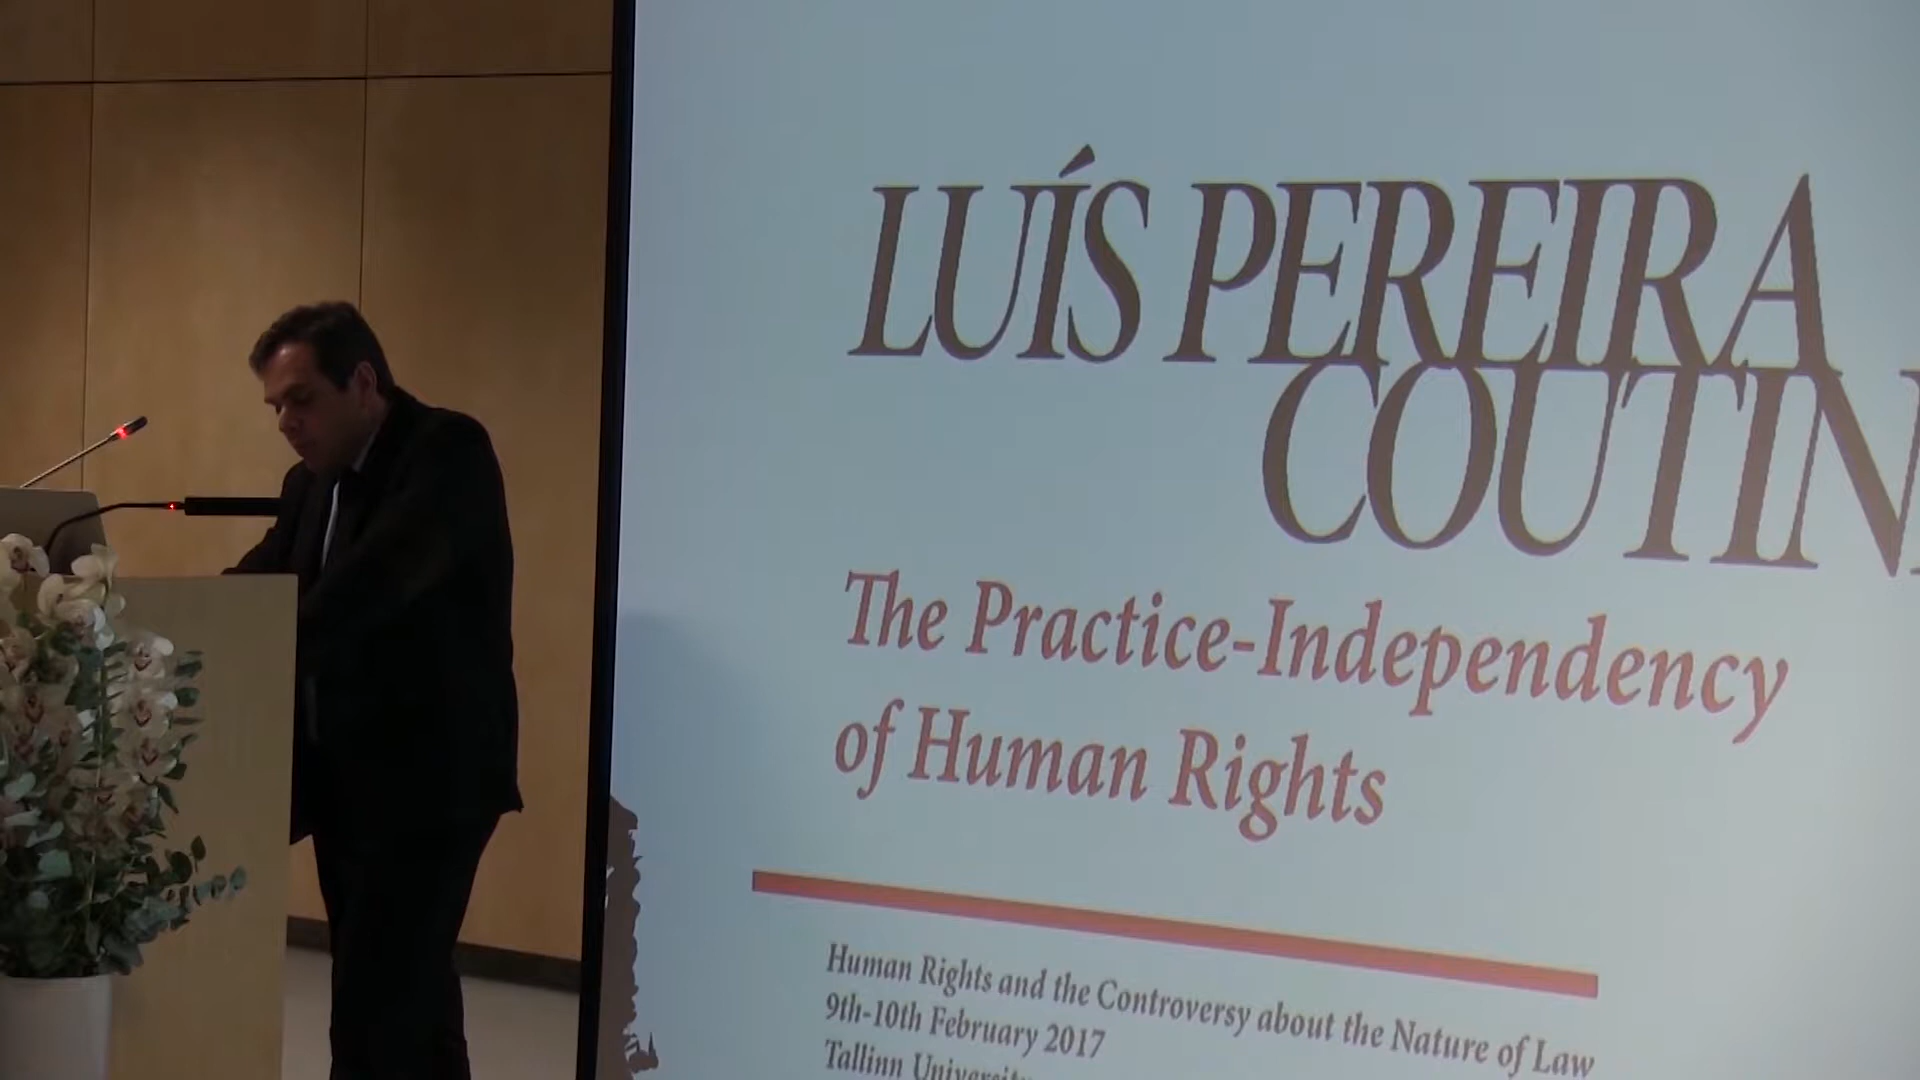 LUÍS PEREIRA
COUTIN
The Practice-Independency
of Human Rights
Human Rights and the Controversy about the Nature of Law
9th-10th February 2017
Tallinn University